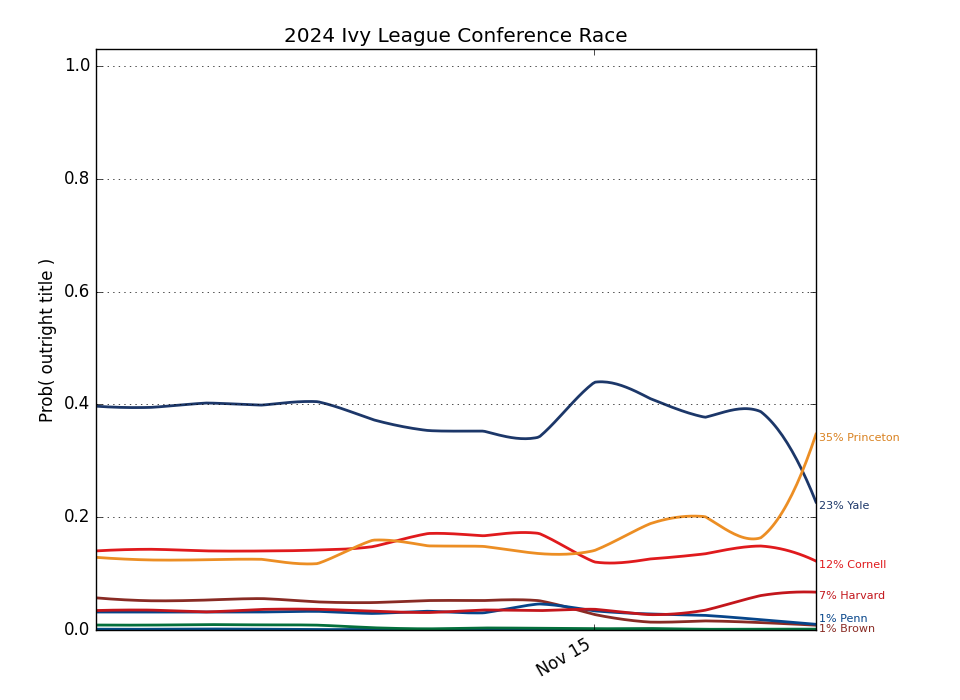 2024 Ivy League Conference Race
1.0
0.8
0.6
0.4
0.2
0.0
Prob( outright title )
Nov 15
35% Princeton
23% Yale
12% Cornell
7% Harvard
1% Penn
1% Brown